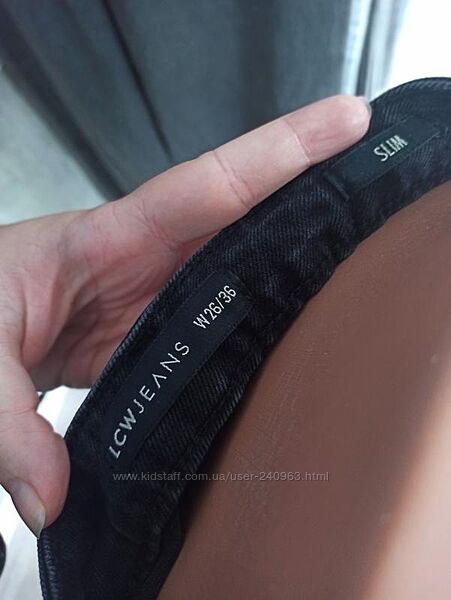 SLIM
LCWJEANS W26/36
www.kidstaff.com.ua/user-240963.html